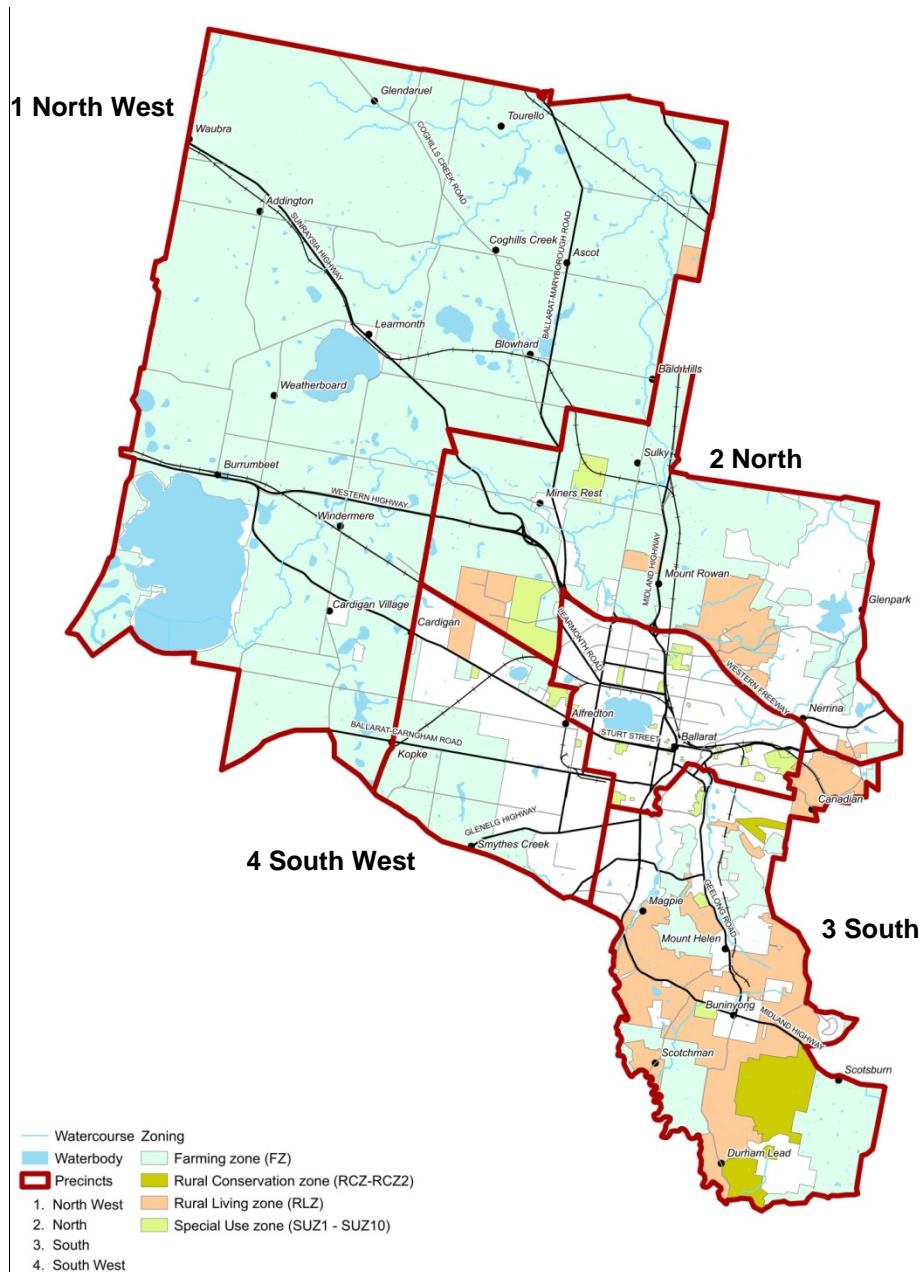 1 North West
Glendaruel
Tourello
Waubra
COGHILLS CREEK ROAD
Addington
SUNRAYSIA HIGHWAY
Coghills Creek
BALLARAT-MARYBOROUGH ROAD
Ascot
Learmonth
Blowhard
Bald Hills
Weatherboard
Sulky
2 North
Burrumbeet
WESTERN HIGHWAY
Miners Rest
Windermere
MIDLAND HIGHWAY
Mount Rowan
Glenpark
Cardigan Village
Cardigan
LEARMONTH ROAD
WESTERN FREEWAY
Nerrina
Alfredton
BALLARAT-CARNGHAM ROAD
STURT STREET
Ballarat
Kopke
Canadian
GLENELG HIGHWAY
Smythes Creek
4 South West
GEELONG ROAD
Magpie
3 South
Mount Helen
Buninyong
MIDLAND HIGHWAY
Scotchman
Scotsburn
Durham Lead
Watercourse
Waterbody
Precincts
1. North West
2. North
3. South
4. South West
Zoning
Farming zone (FZ)
Rural Conservation zone (RCZ-RCZ2)
Rural Living zone (RLZ)
Special Use zone (SUZ1 - SUZ10)